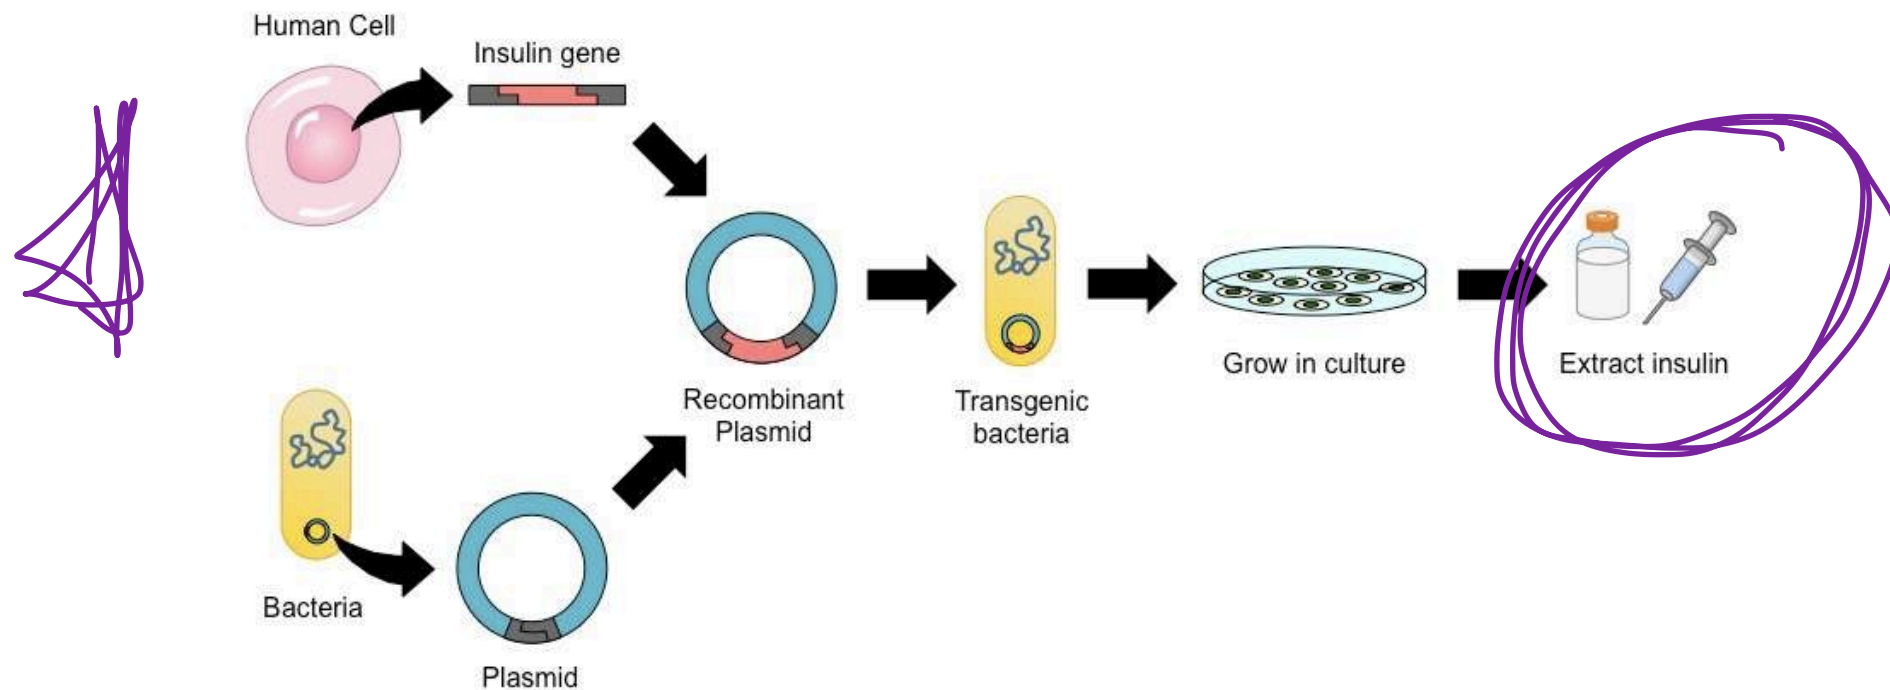 Human Cell
Insulin gene
Recombinant
Plasmid
Transgenic
bacteria
Grow in culture
Extract insulin
Bacteria
Plasmid